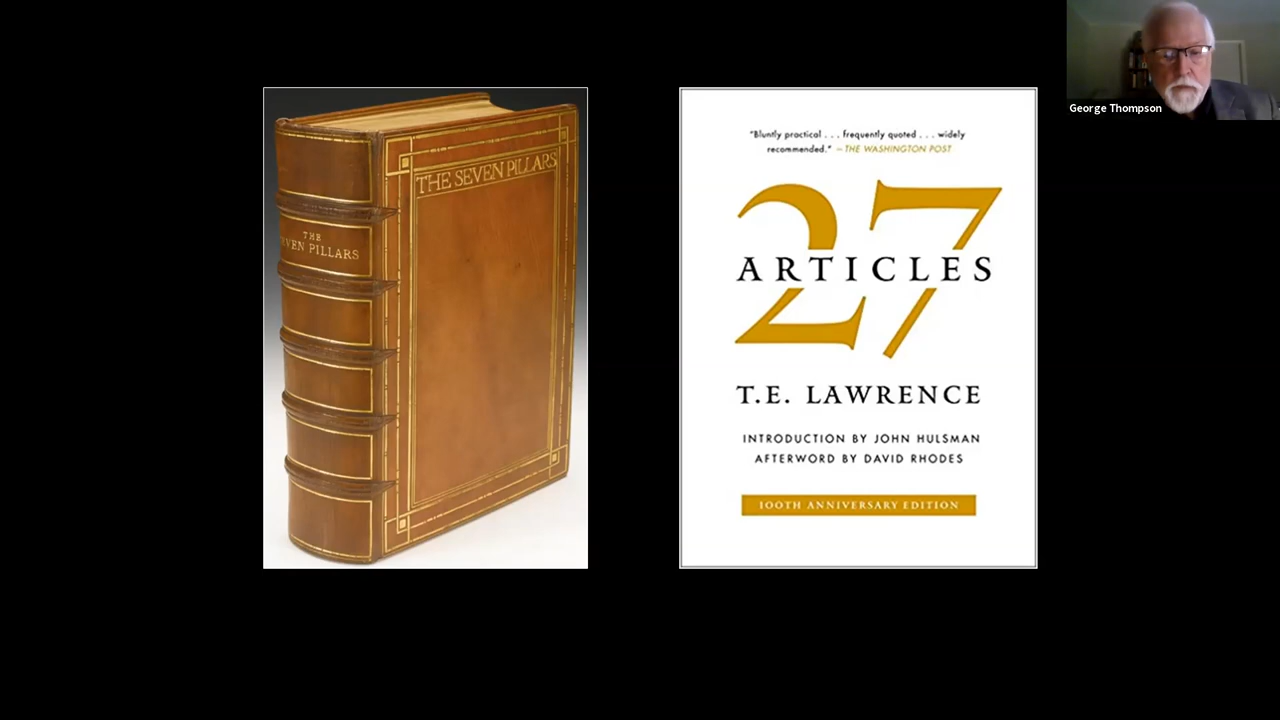 THE SEVEN PILLARS
THE
EVEN PILLARS
"Bluntly practical . . . frequently quoted . . . widely
recommended." – THE WASHINGTON POST
27
ARTICLES
T.E. LAWRENCE
INTRODUCTION BY JOHN HULSMAN
AFTERWORD BY DAVID RHODES
100TH ANNIVERSARY EDITION
George Thompson